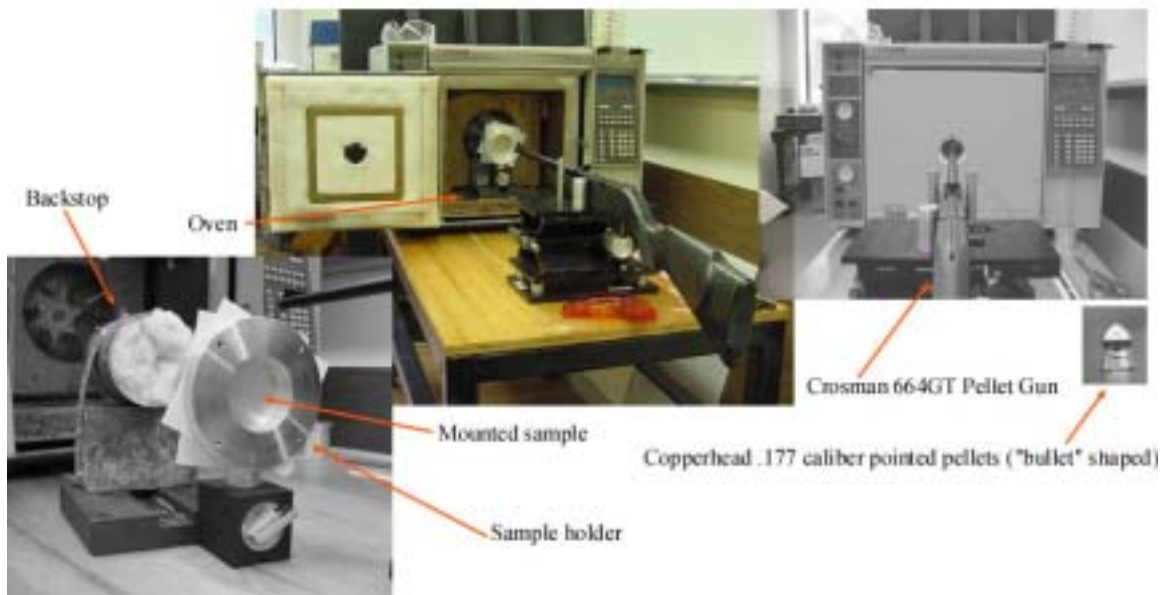 Backstop
Oven
Crosman 664GT Pellet Gun
Mounted sample
Copperhead .177 caliber pointed pellets ("bullet" shaped)
Sample holder